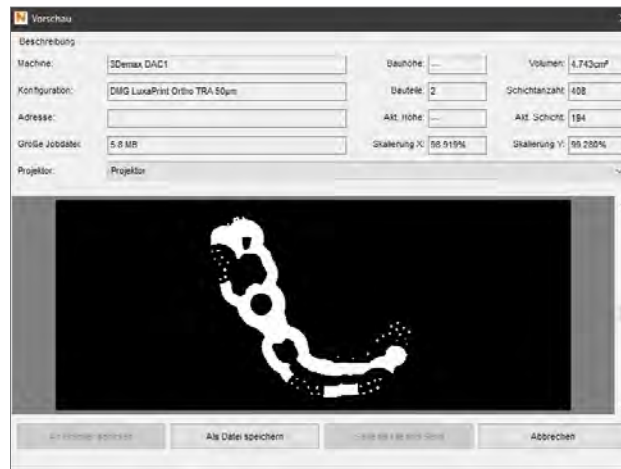 Vorschau
Beschreibung
Machine: 3Demax DAC1 Bauhöhe: --- Volumen: 4.743cm³
Konfiguration: DMG LuxaPrint Ortho TRA 50µm Bauteile: 2 Schichtanzahl: 408
Adresse: Akt. Höhe: --- Akt. Schicht: 194
Größe Jobdatei: 5.8 MB Skalierung X: 98.919% Skalierung Y: 99.280%
Projektor: Projektor
Als Datei speichern Abbrechen